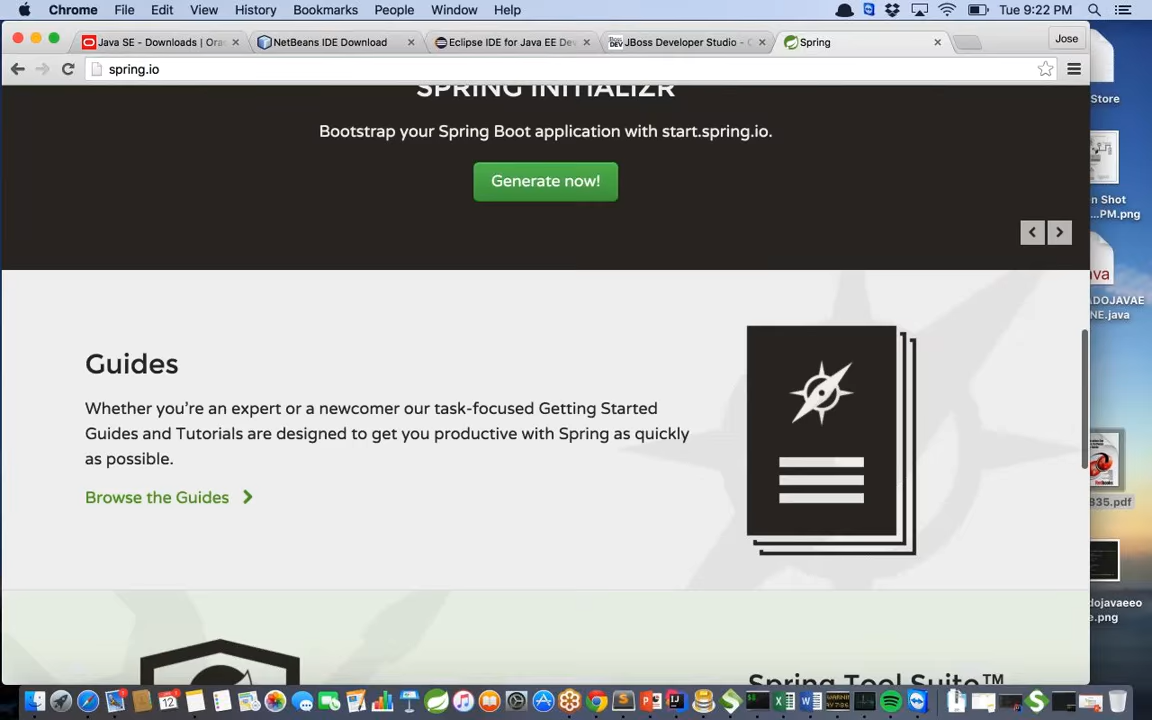 Chrome File Edit View History Bookmarks People Window Help Tue 9:22 PM
Java SE - Downloads | Ora
NetBeans IDE Download
Eclipse IDE for Java EE De
JBoss Developer Studio - 
Spring
Jose
spring.io
SPRING INITIALIZR
Bootstrap your Spring Boot application with start.spring.io.
Generate now!
Guides
Whether you're an expert or a newcomer our task-focused Getting Started
Guides and Tutorials are designed to get you productive with Spring as quickly
as possible.
Browse the Guides
Spring Tool Suite™
Store
n Shot
...PM.png
ava
ADOJAVAE
NE.java
835.pdf
dojavaeeo
e.png